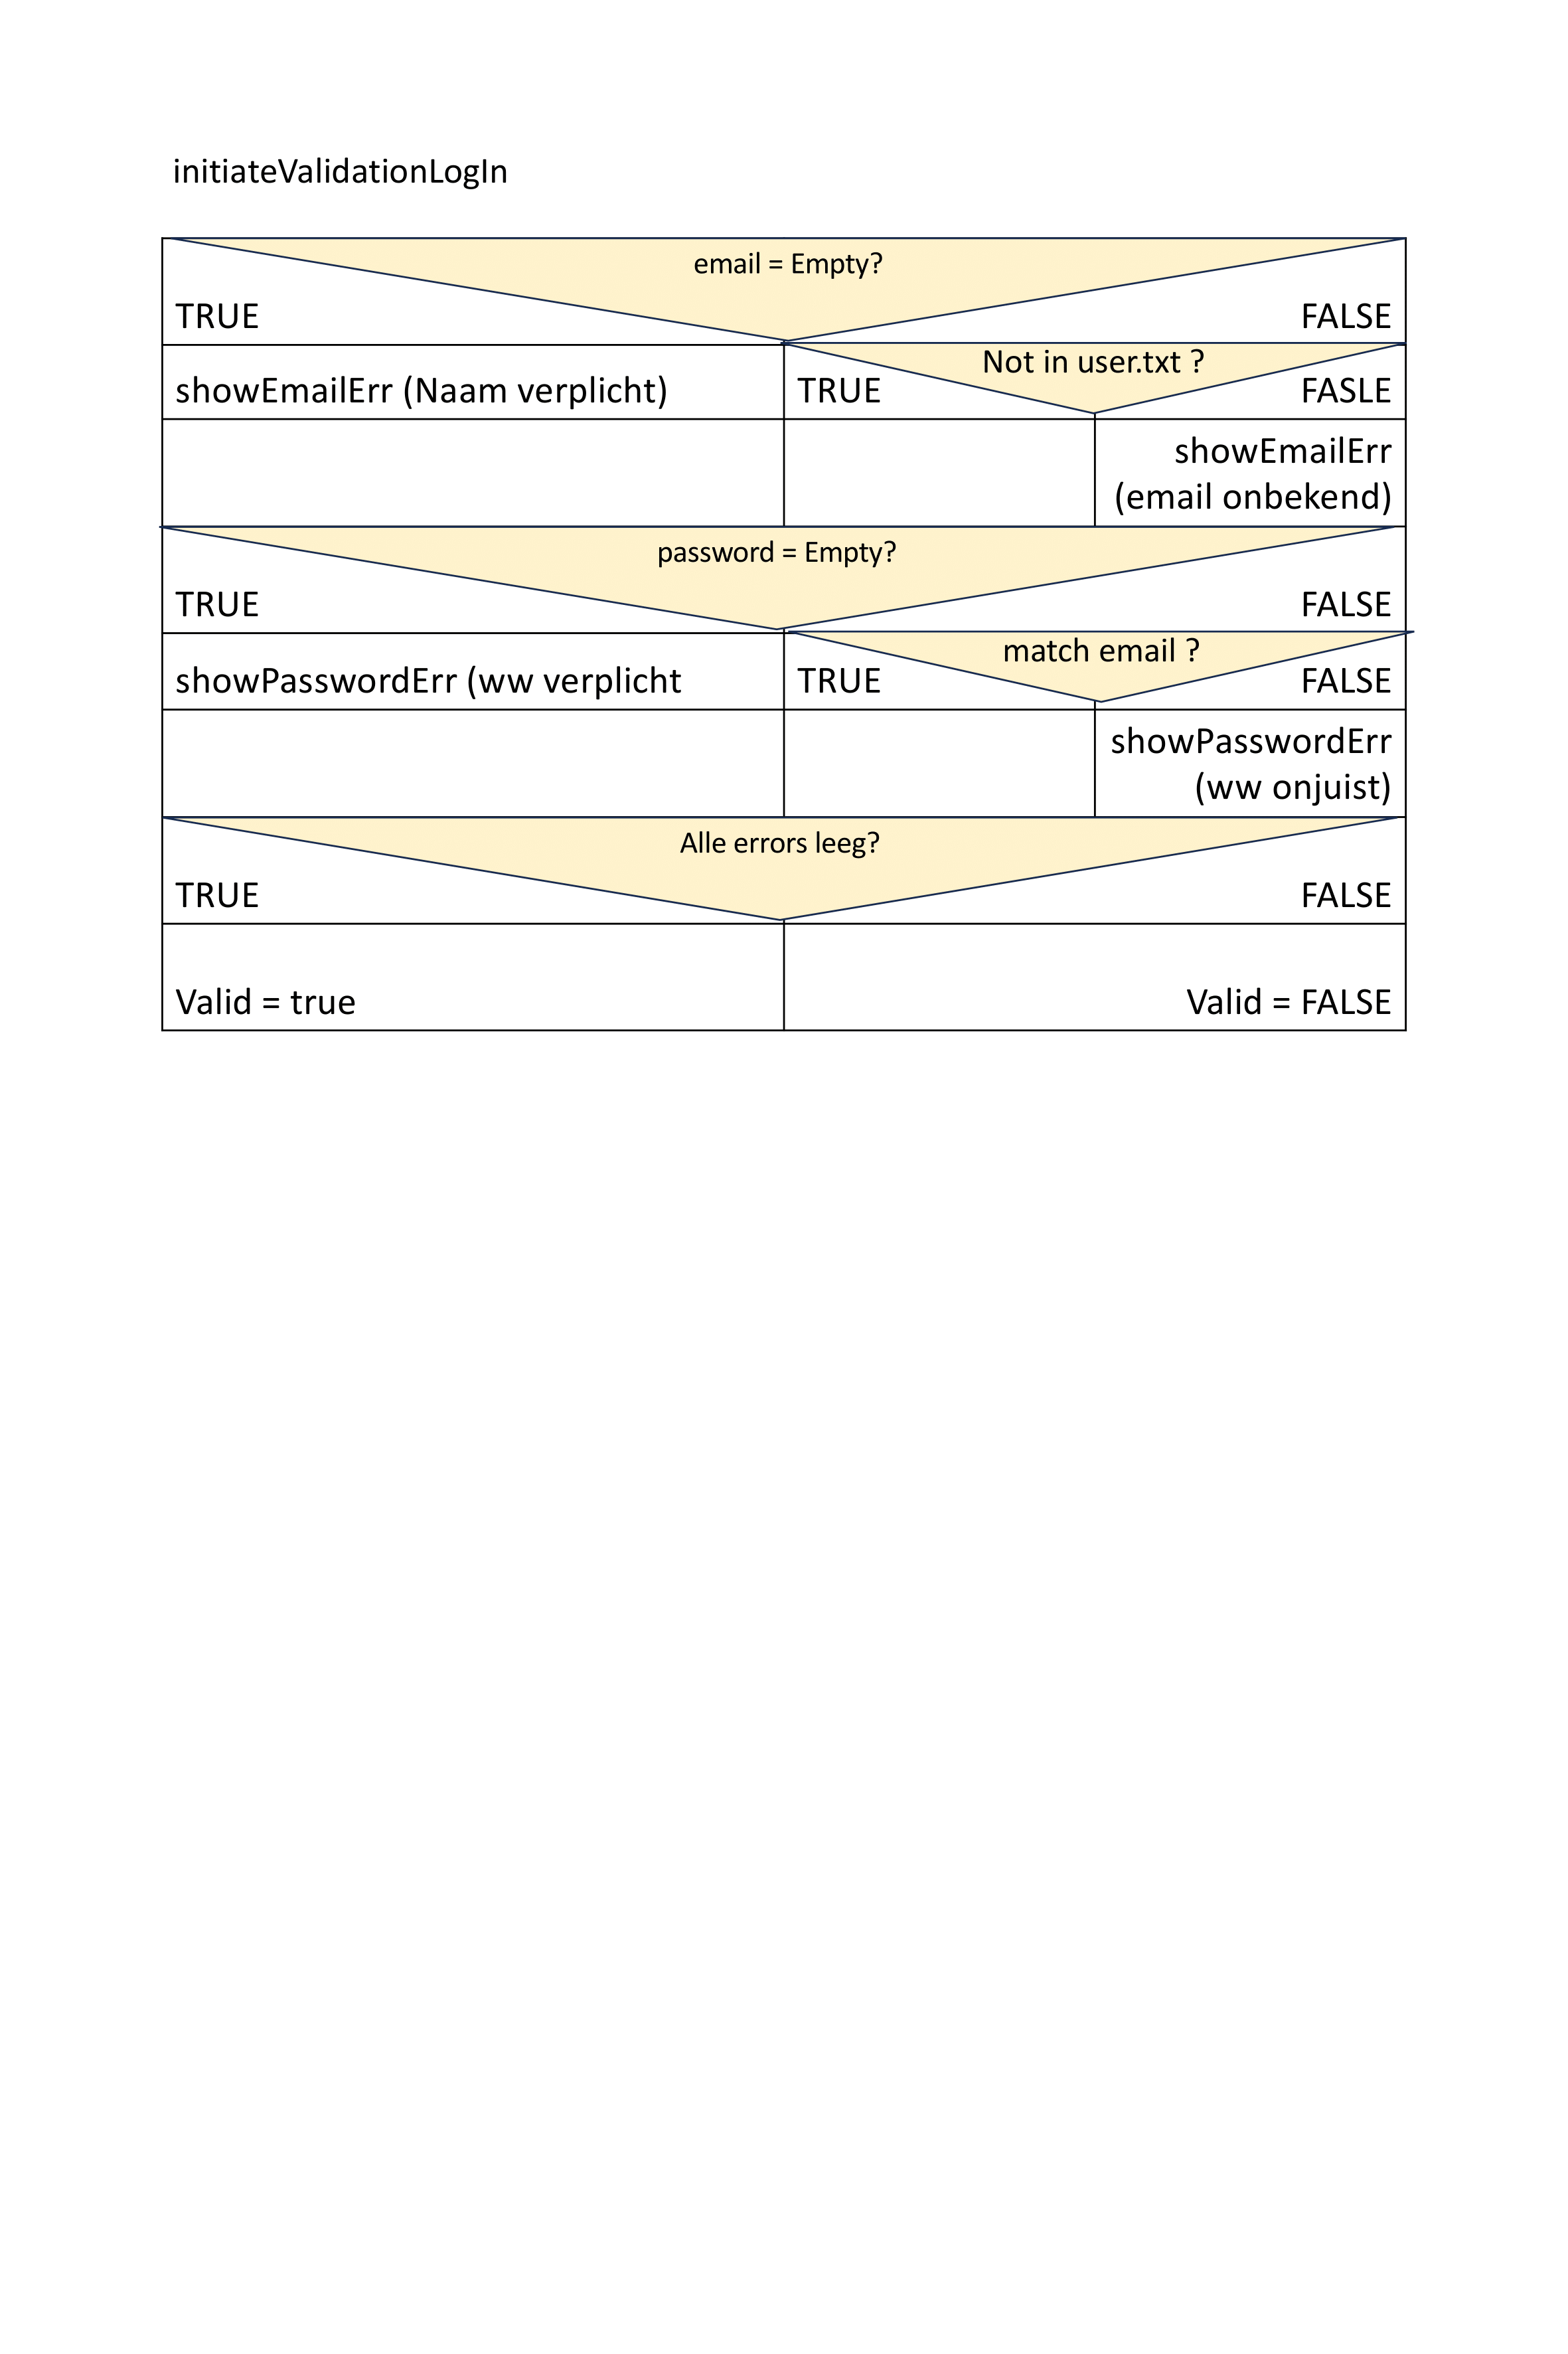 initiateValidationLogIn
email = Empty?
TRUE
FALSE
Not in user.txt ?
showEmailErr (Naam verplicht)
TRUE
FASLE
showEmailErr
(email onbekend)
password = Empty?
TRUE
FALSE
match email ?
showPasswordErr (ww verplicht
TRUE
FALSE
showPasswordErr
(ww onjuist)
Alle errors leeg?
TRUE
FALSE
Valid = true
Valid = FALSE